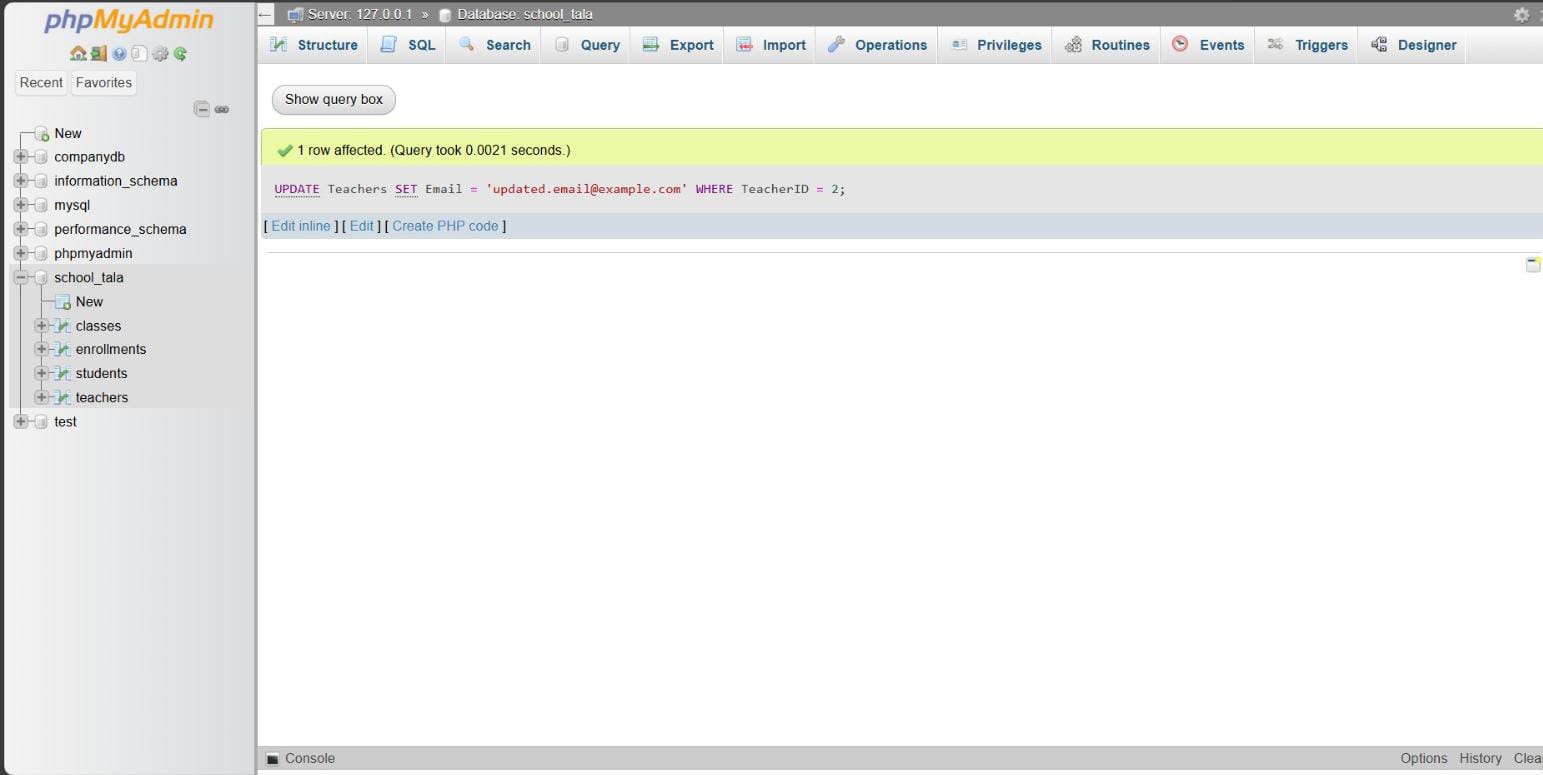 phpMyAdmin
Recent Favorites
New
companydb
information_schema
mysql
performance_schema
phpmyadmin
school_tala
New
classes
enrollments
students
teachers
test
Server: 127.0.0.1 » Database: school_tala
Structure SQL Search Query Export Import Operations Privileges Routines Events Triggers Designer
Show query box
1 row affected. (Query took 0.0021 seconds.)
UPDATE Teachers SET Email = 'updated.email@example.com' WHERE TeacherID = 2;
[ Edit inline ] [ Edit ] [ Create PHP code ]
Console Options History Clea